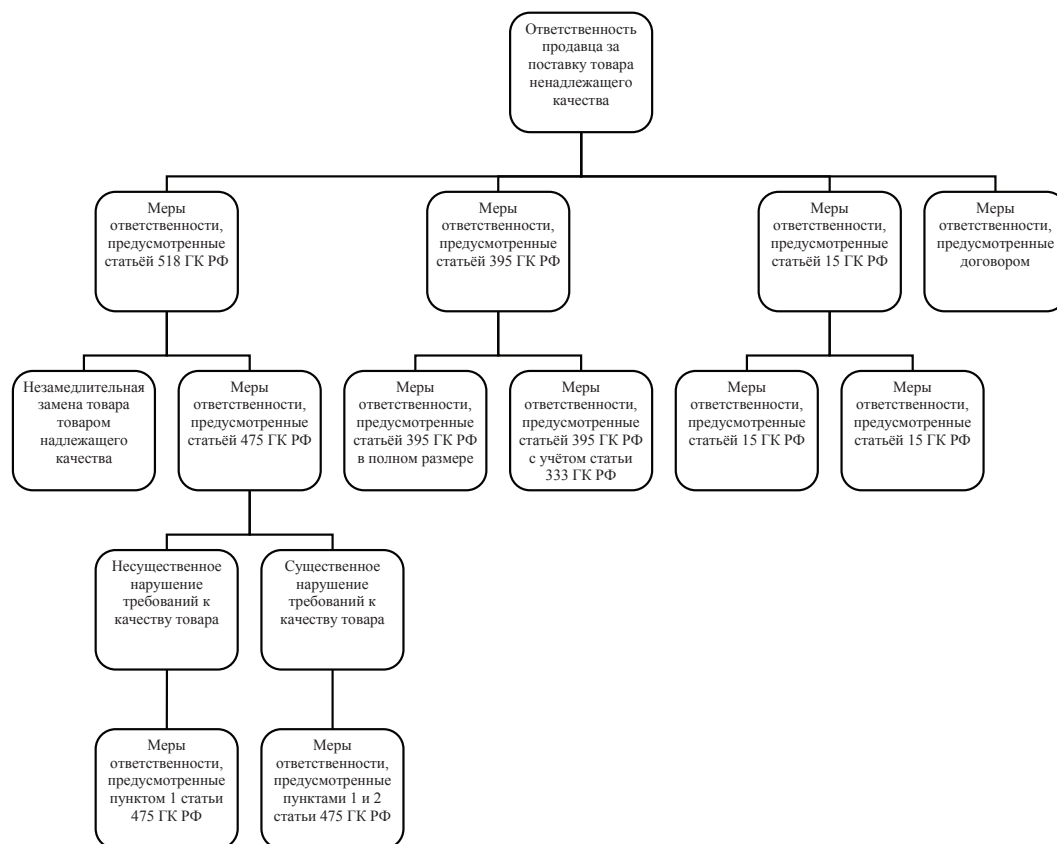 Ответственность
продавца за
поставку товара
ненадлежащего
качества
Меры
ответственности,
предусмотренные
статьёй 518 ГК РФ
Меры
ответственности,
предусмотренные
статьёй 395 ГК РФ
Меры
ответственности,
предусмотренные
статьёй 15 ГК РФ
Меры
ответственности,
предусмотренные
договором
Незамедлительная
замена товара
товаром
надлежащего
качества
Меры
ответственности,
предусмотренные
статьёй 475 ГК РФ
Меры
ответственности,
предусмотренные
статьёй 395 ГК РФ
в полном размере
Меры
ответственности,
предусмотренные
статьёй 395 ГК РФ
с учётом статьи
333 ГК РФ
Меры
ответственности,
предусмотренные
статьёй 15 ГК РФ
Меры
ответственности,
предусмотренные
статьёй 15 ГК РФ
Несущественное
нарушение
требований к
качеству товара
Существенное
нарушение
требований к
качеству товара
Меры
ответственности,
предусмотренные
пунктом 1 статьи
475 ГК РФ
Меры
ответственности,
предусмотренные
пунктами 1 и 2
статьи 475 ГК РФ